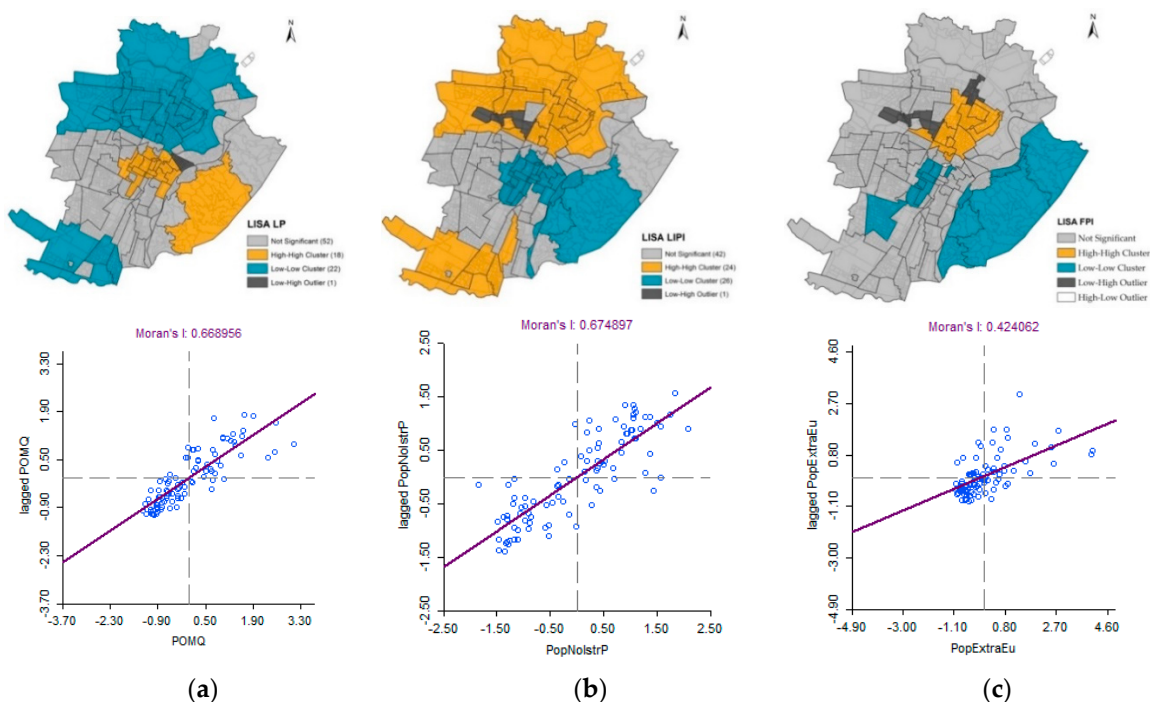 N
N
N
LISA LP
Not Significant (52)
High-High Cluster (18)
Low-Low Cluster (22)
Low-High Outlier (1)
LISA LIPI
Not Significant (42)
High-High Cluster (24)
Low-Low Cluster (26)
Low-High Outlier (1)
LISA FPI
Not Significant
High-High Cluster
Low-Low Cluster
Low-High Outlier
High-Low Outlier
Moran's I: 0.668956
3.30
1.90
0.50
-0.90
-2.30
-3.70
lagged POMQ
-3.70 -2.30 -0.90 0.50 1.90 3.30
POMQ
Moran's I: 0.674897
2.50
1.50
0.50
-0.50
-1.50
-2.50
lagged PopNoIstrP
-2.50 -1.50 -0.50 0.50 1.50 2.50
PopNoIstrP
Moran's I: 0.424062
4.60
2.70
0.80
-1.10
-3.00
-4.90
lagged PopExtraEu
-4.90 -3.00 -1.10 0.80 2.70 4.60
PopExtraEu
(a) (b) (c)